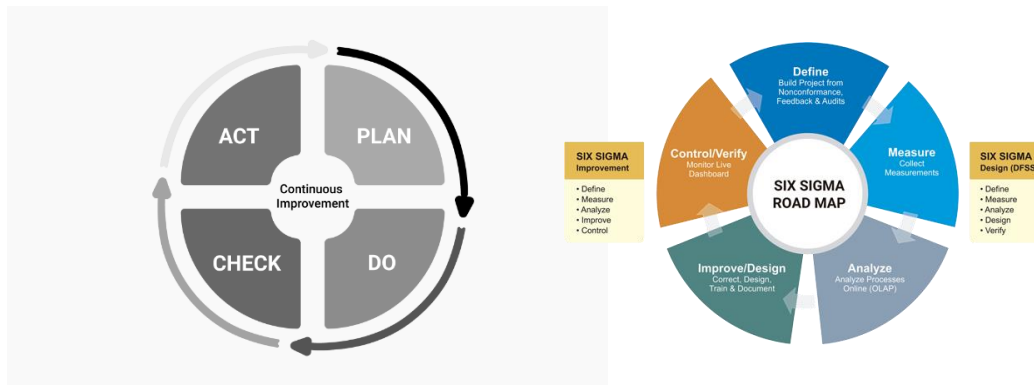 ACT
PLAN
Continuous
Improvement
CHECK
DO
SIX SIGMA
Improvement
• Define
• Measure
• Analyze
• Improve
• Control
Define
Build Project from
Nonconformance,
Feedback & Audits
Measure
Collect
Measurements
Analyze
Analyze Processes
Online (OLAP)
Improve/Design
Correct, Design,
Train & Document
Control/Verify
Monitor Live
Dashboard
SIX SIGMA
ROAD MAP
SIX SIGMA
Design (DFSS
• Define
• Measure
• Analyze
• Design
• Verify